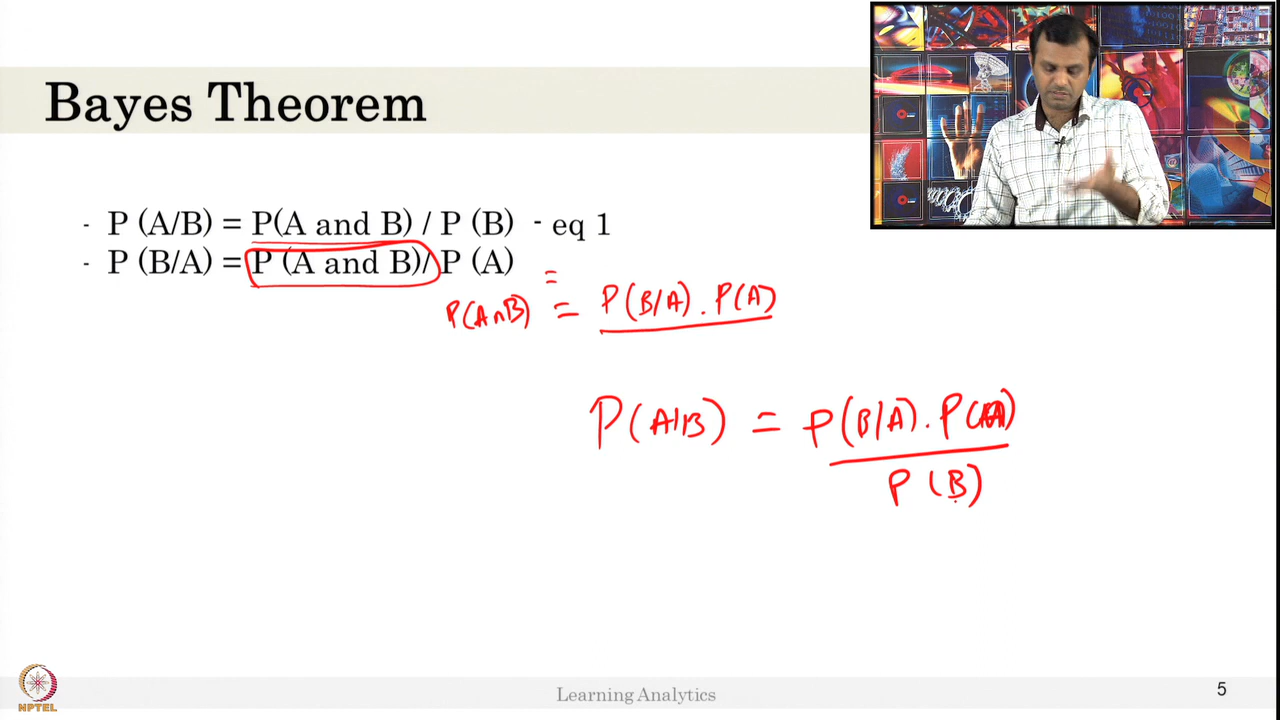 Bayes Theorem
- P (A/B) = P(A and B) / P (B) - eq 1
- P (B/A) = P (A and B)/ P (A)
=
P(A∩B) = P(B/A) . P(A)
P(A/B) = P(B/A) . P(A)
P (B)
NPTEL
Learning Analytics
5